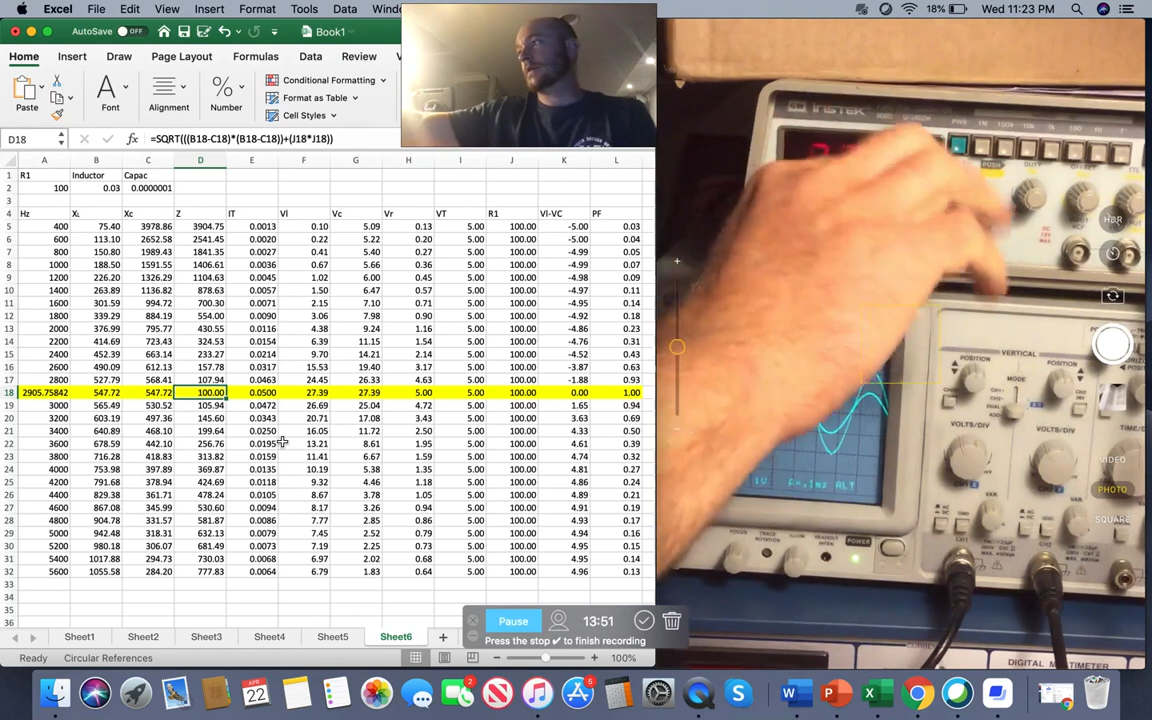 Excel File Edit View Insert Format Tools Data Windo 18% Wed 11:23 PM
AutoSave OFF Book1
Home Insert Draw Page Layout Formulas Data Review
Paste Font Alignment Number Conditional Formatting
Format as Table
Cell Styles
D18 fx =SQRT(((B18-C18)*(B18-C18))+(J18*J18))
A B C D E F G H I J K L
1 R1 Inductor Capac
2 100 0.03 0.0000001
3
4 Hz XL Xc Z IT Vl Vc Vr VT R1 Vl-VC PF
5 400 75.40 3978.86 3904.75 0.0013 0.10 5.09 0.13 5.00 100.00 -5.00 0.03
6 600 113.10 2652.58 2541.45 0.0020 0.22 5.22 0.20 5.00 100.00 -5.00 0.04
7 800 150.80 1989.43 1841.35 0.0027 0.41 5.40 0.27 5.00 100.00 -4.99 0.05
8 1000 188.50 1591.55 1406.61 0.0036 0.67 5.66 0.36 5.00 100.00 -4.99 0.07
9 1200 226.20 1326.29 1104.63 0.0045 1.02 6.00 0.45 5.00 100.00 -4.98 0.09
10 1400 263.89 1136.82 878.63 0.0057 1.50 6.47 0.57 5.00 100.00 -4.97 0.11
11 1600 301.59 994.72 700.30 0.0071 2.15 7.10 0.71 5.00 100.00 -4.95 0.14
12 1800 339.29 884.19 554.00 0.0090 3.06 7.98 0.90 5.00 100.00 -4.92 0.18
13 2000 376.99 795.77 430.55 0.0116 4.38 9.24 1.16 5.00 100.00 -4.86 0.23
14 2200 414.69 723.43 324.53 0.0154 6.39 11.15 1.54 5.00 100.00 -4.76 0.31
15 2400 452.39 663.14 233.27 0.0214 9.70 14.21 2.14 5.00 100.00 -4.52 0.43
16 2600 490.09 612.13 157.78 0.0317 15.53 19.40 3.17 5.00 100.00 -3.87 0.63
17 2800 527.79 568.41 107.94 0.0463 24.45 26.33 4.63 5.00 100.00 -1.88 0.93
18 2905.75842 547.72 547.72 100.00 0.0500 27.39 27.39 5.00 5.00 100.00 0.00 1.00
19 3000 565.49 530.52 105.94 0.0472 26.69 25.04 4.72 5.00 100.00 1.65 0.94
20 3200 603.19 497.36 145.60 0.0343 20.71 17.08 3.43 5.00 100.00 3.63 0.69
21 3400 640.89 468.10 199.64 0.0250 16.05 11.72 2.50 5.00 100.00 4.33 0.50
22 3600 678.59 442.10 256.76 0.0195 13.21 8.61 1.95 5.00 100.00 4.61 0.39
23 3800 716.28 418.83 313.82 0.0159 11.41 6.67 1.59 5.00 100.00 4.74 0.32
24 4000 753.98 397.89 369.87 0.0135 10.19 5.38 1.35 5.00 100.00 4.81 0.27
25 4200 791.68 378.94 424.69 0.0118 9.32 4.46 1.18 5.00 100.00 4.86 0.24
26 4400 829.38 361.71 478.24 0.0105 8.67 3.78 1.05 5.00 100.00 4.89 0.21
27 4600 867.08 345.99 530.60 0.0094 8.17 3.26 0.94 5.00 100.00 4.91 0.19
28 4800 904.78 331.57 581.87 0.0086 7.77 2.85 0.86 5.00 100.00 4.93 0.17
29 5000 942.48 318.31 632.13 0.0079 7.45 2.52 0.79 5.00 100.00 4.94 0.16
30 5200 980.18 306.07 681.49 0.0073 7.19 2.25 0.73 5.00 100.00 4.95 0.15
31 5400 1017.88 294.73 730.03 0.0068 6.97 2.02 0.68 5.00 100.00 4.95 0.14
32 5600 1055.58 284.20 777.83 0.0064 6.79 1.83 0.64 5.00 100.00 4.96 0.13
33
34
35
36
Pause 13:51
Press the stop ✔ to finish recording
Sheet1 Sheet2 Sheet3 Sheet4 Sheet5 Sheet6
Ready Circular References 100%
APR
22
2
5
GW INSTEK
PUSH
DUTY
HDR
VERTICAL
POSITION
MODE
POSITION
VOLTS/DIV
VOLTS/DIV
VIDEO
PHOTO
SQUARE
VAR
CH1
FOCUS
TRACE ROTATION
ILLUM
READOUT INTEN
POWER
DIGITAL MULTIMETER